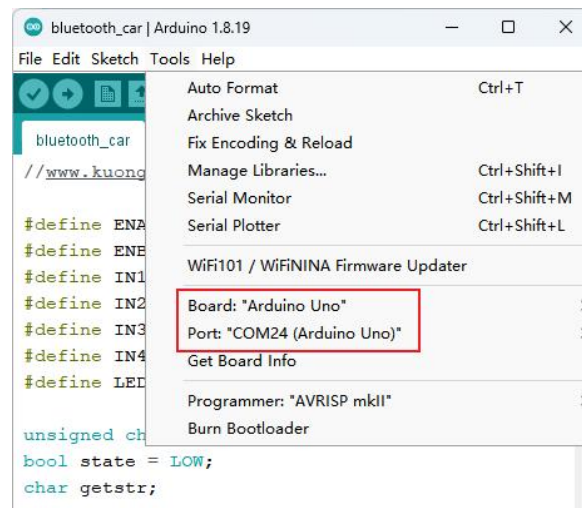 bluetooth_car | Arduino 1.8.19
File Edit Sketch Tools Help
Auto Format Ctrl+T
Archive Sketch
bluetooth_car Fix Encoding & Reload
//www.kuong Manage Libraries... Ctrl+Shift+I
Serial Monitor Ctrl+Shift+M
#define ENA Serial Plotter Ctrl+Shift+L
#define ENB
#define IN1 WiFi101 / WiFiNINA Firmware Updater
#define IN2 Board: "Arduino Uno"
#define IN3 Port: "COM24 (Arduino Uno)"
#define IN4 Get Board Info
#define LED
Programmer: "AVRISP mkII"
unsigned ch Burn Bootloader
bool state = LOW;
char getstr;